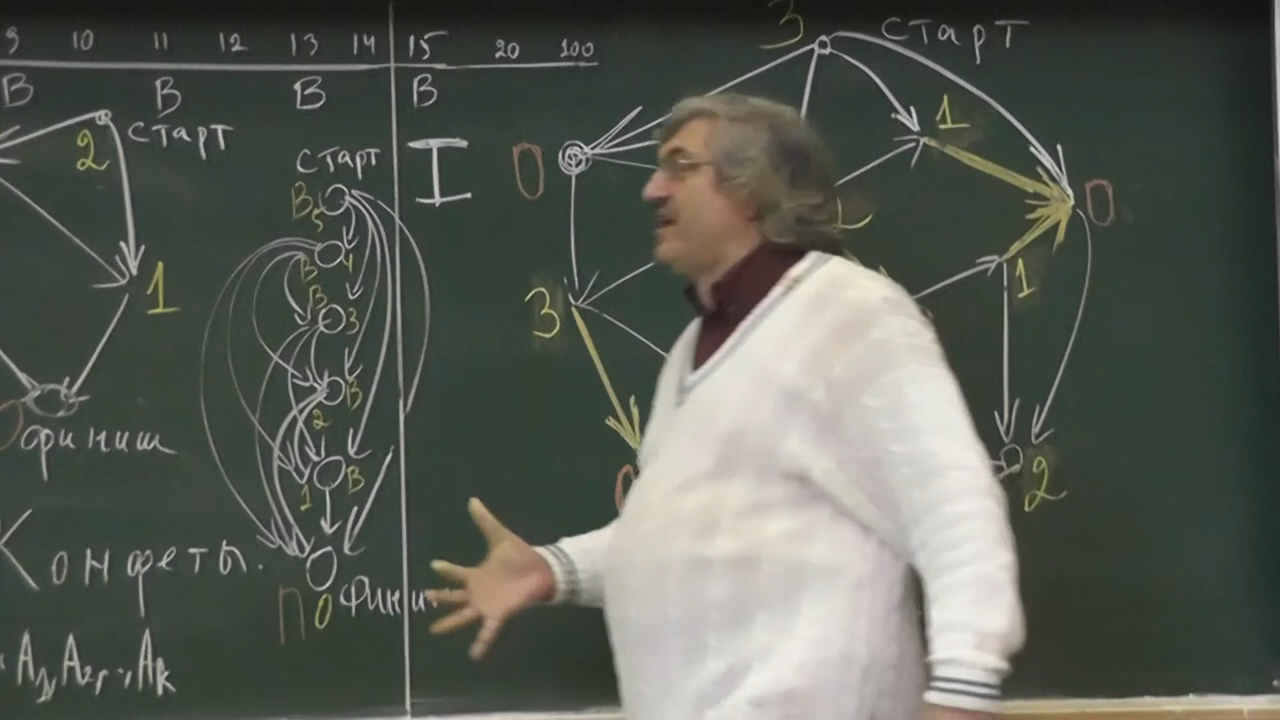 9 10 11 12 13 14 15 20 100
В В В В
2 старт
1
0 финиш
старт
В 5
В 4
В 3
В 2
1 В
П 0 финиш
Конфеты.
A1, A2, ..., Ak
I
3 старт
0 1 0
3 1
2